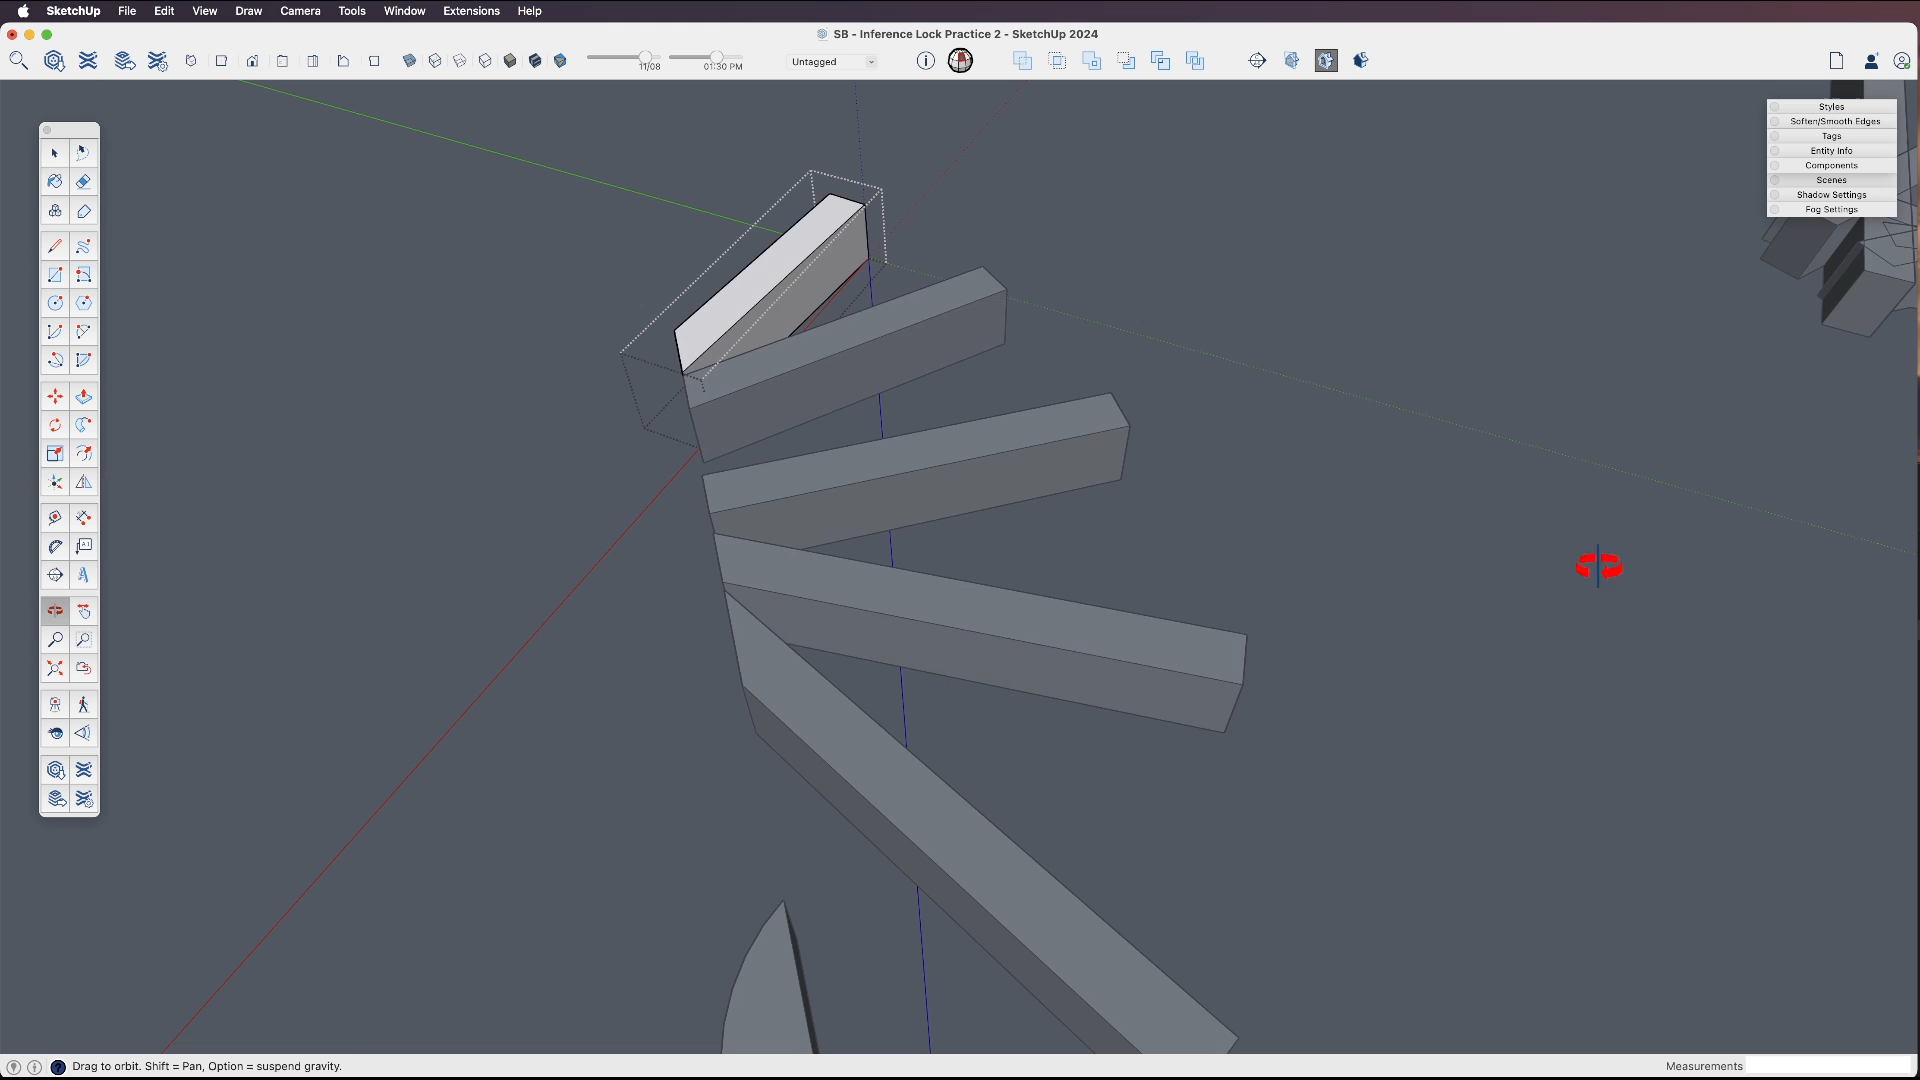 SketchUp File Edit View Draw Camera Tools Window Extensions Help
SB - Inference Lock Practice 2 - SketchUp 2024
11/08 01:30 PM Untagged
Styles
Soften/Smooth Edges
Tags
Entity Info
Components
Scenes
Shadow Settings
Fog Settings
Drag to orbit. Shift = Pan, Option = suspend gravity.
Measurements